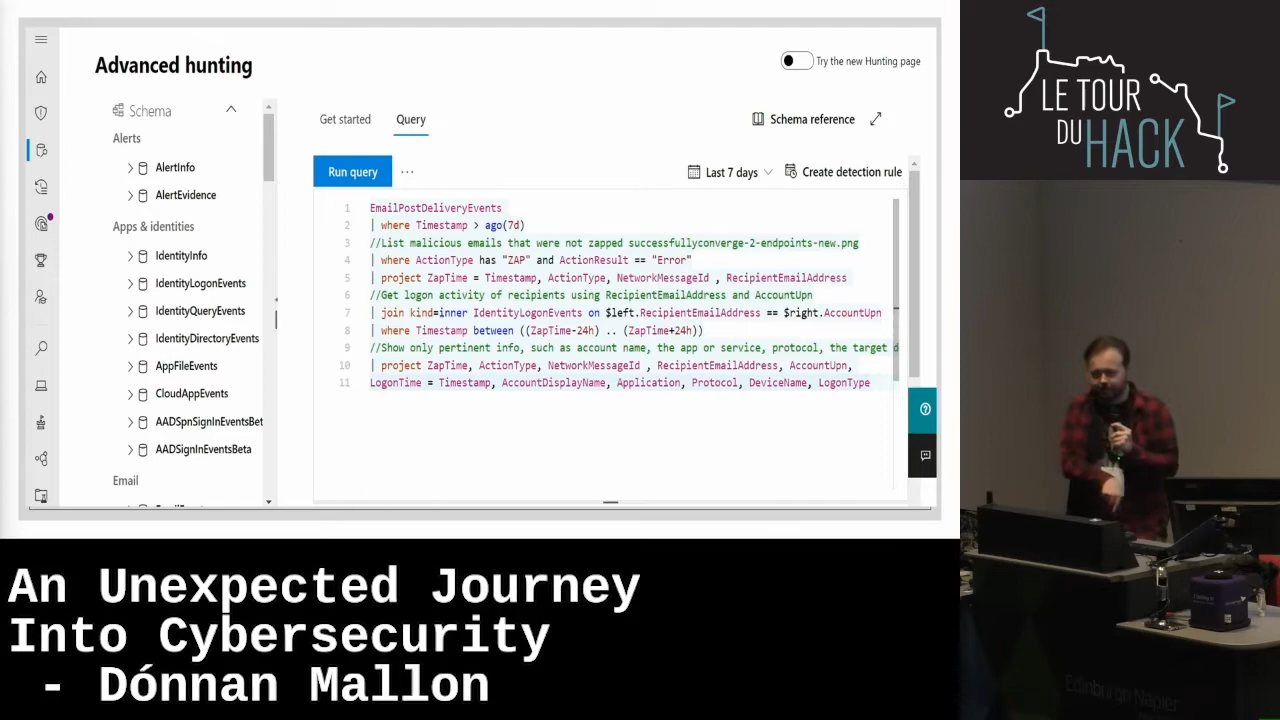 Advanced hunting
Try the new Hunting page
Schema
Alerts
AlertInfo
AlertEvidence
Apps & identities
IdentityInfo
IdentityLogonEvents
IdentityQueryEvents
IdentityDirectoryEvents
AppFileEvents
CloudAppEvents
AADSpnSignInEventsBet
AADSignInEventsBeta
Email
Get started
Query
Schema reference
Run query
...
Last 7 days
Create detection rule
1 EmailPostDeliveryEvents
2 | where Timestamp > ago(7d)
3 //List malicious emails that were not zapped successfullyconverge-2-endpoints-new.png
4 | where ActionType has "ZAP" and ActionResult == "Error"
5 | project ZapTime = Timestamp, ActionType, NetworkMessageId , RecipientEmailAddress
6 //Get logon activity of recipients using RecipientEmailAddress and AccountUpn
7 | join kind=inner IdentityLogonEvents on $left.RecipientEmailAddress == $right.AccountUpn
8 | where Timestamp between ((ZapTime-24h) .. (ZapTime+24h))
9 //Show only pertinent info, such as account name, the app or service, protocol, the target d
10 | project ZapTime, ActionType, NetworkMessageId , RecipientEmailAddress, AccountUpn,
11 LogonTime = Timestamp, AccountDisplayName, Application, Protocol, DeviceName, LogonType
LE TOUR
DU HACK
Edinburgh Napier
An Unexpected Journey
Into Cybersecurity
- Dónnan Mallon